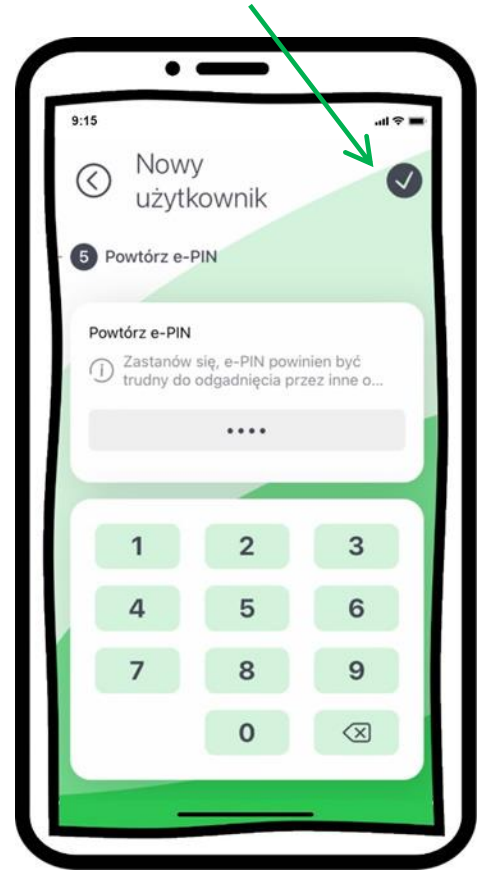 9:15
Nowy
użytkownik
5 Powtórz e-PIN
Powtórz e-PIN
Zastanów się, e-PIN powinien być
trudny do odgadnięcia przez inne o...
••••
1 2 3
4 5 6
7 8 9
0